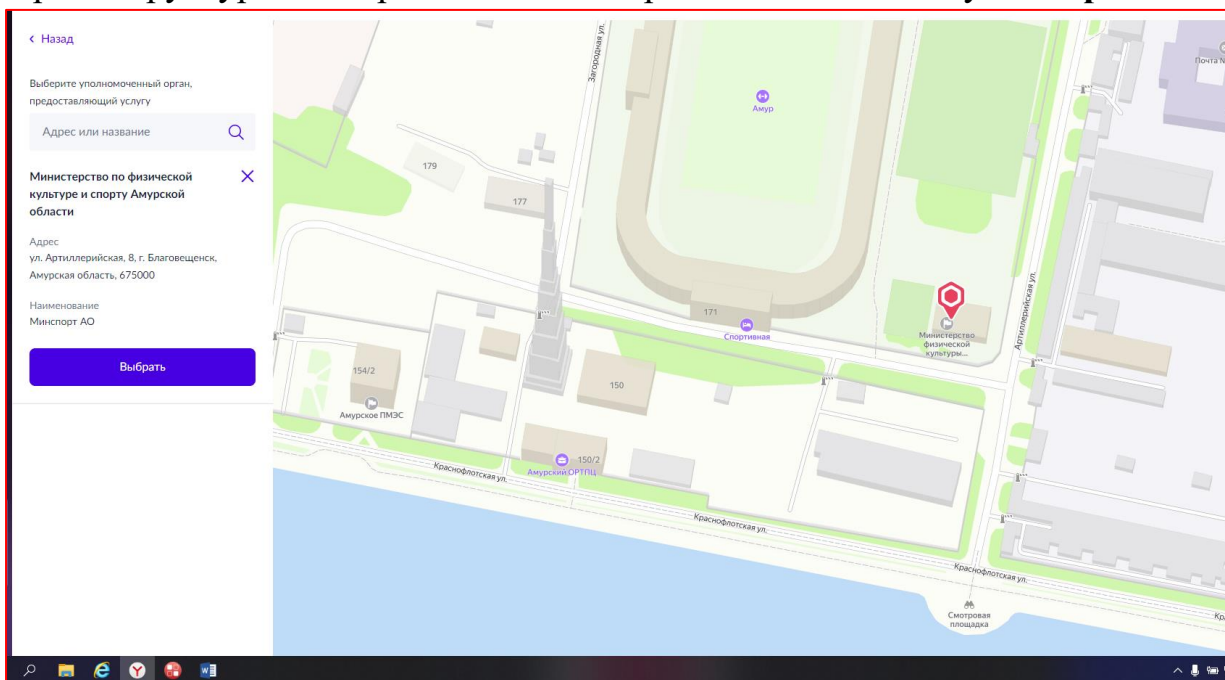 ‹ Назад
Выберите уполномоченный орган,
предоставляющий услугу
Адрес или название
Министерство по физической
культуре и спорту Амурской
области
Адрес
ул. Артиллерийская, 8, г. Благовещенск,
Амурская область, 675000
Наименование
Минспорт АО
Выбрать
Загородная ул.
Почта
Амур
179
177
Артиллерийская ул.
171
Спортивная
Министерство
физической
культуры...
154/2
150
Амурское ПМЭС
150/2
Амурский ОРТПЦ
Краснофлотская ул.
Краснофлотская ул.
Краснофлотская ул.
Смотровая
площадка